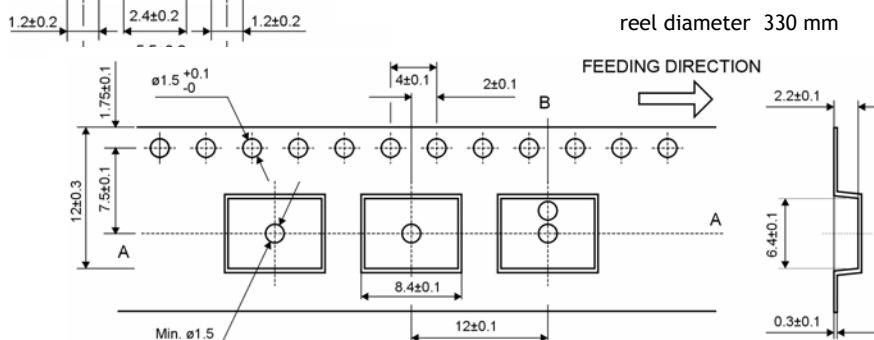 1.2±0.2
2.4±0.2
1.2±0.2
reel diameter 330 mm
FEEDING DIRECTION
1.75±0.1
ø1.5 +0.1
-0
4±0.1
2±0.1
B
2.2±0.1
12±0.3
7.5±0.1
A
A
6.4±0.1
8.4±0.1
12±0.1
Min. ø1.5
0.3±0.1